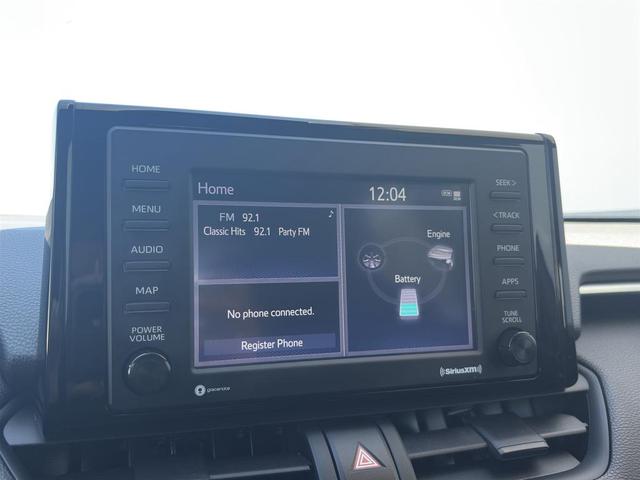 HOME
MENU
AUDIO
MAP
POWER
VOLUME
Home
12:04
FM 92.1
Classic Hits 92.1 Party FM
No phone connected.
Register Phone
Engine
Battery
SEEK >
< TRACK
PHONE
APPS
TUNE
SCROLL
gracenote
SiriusXM